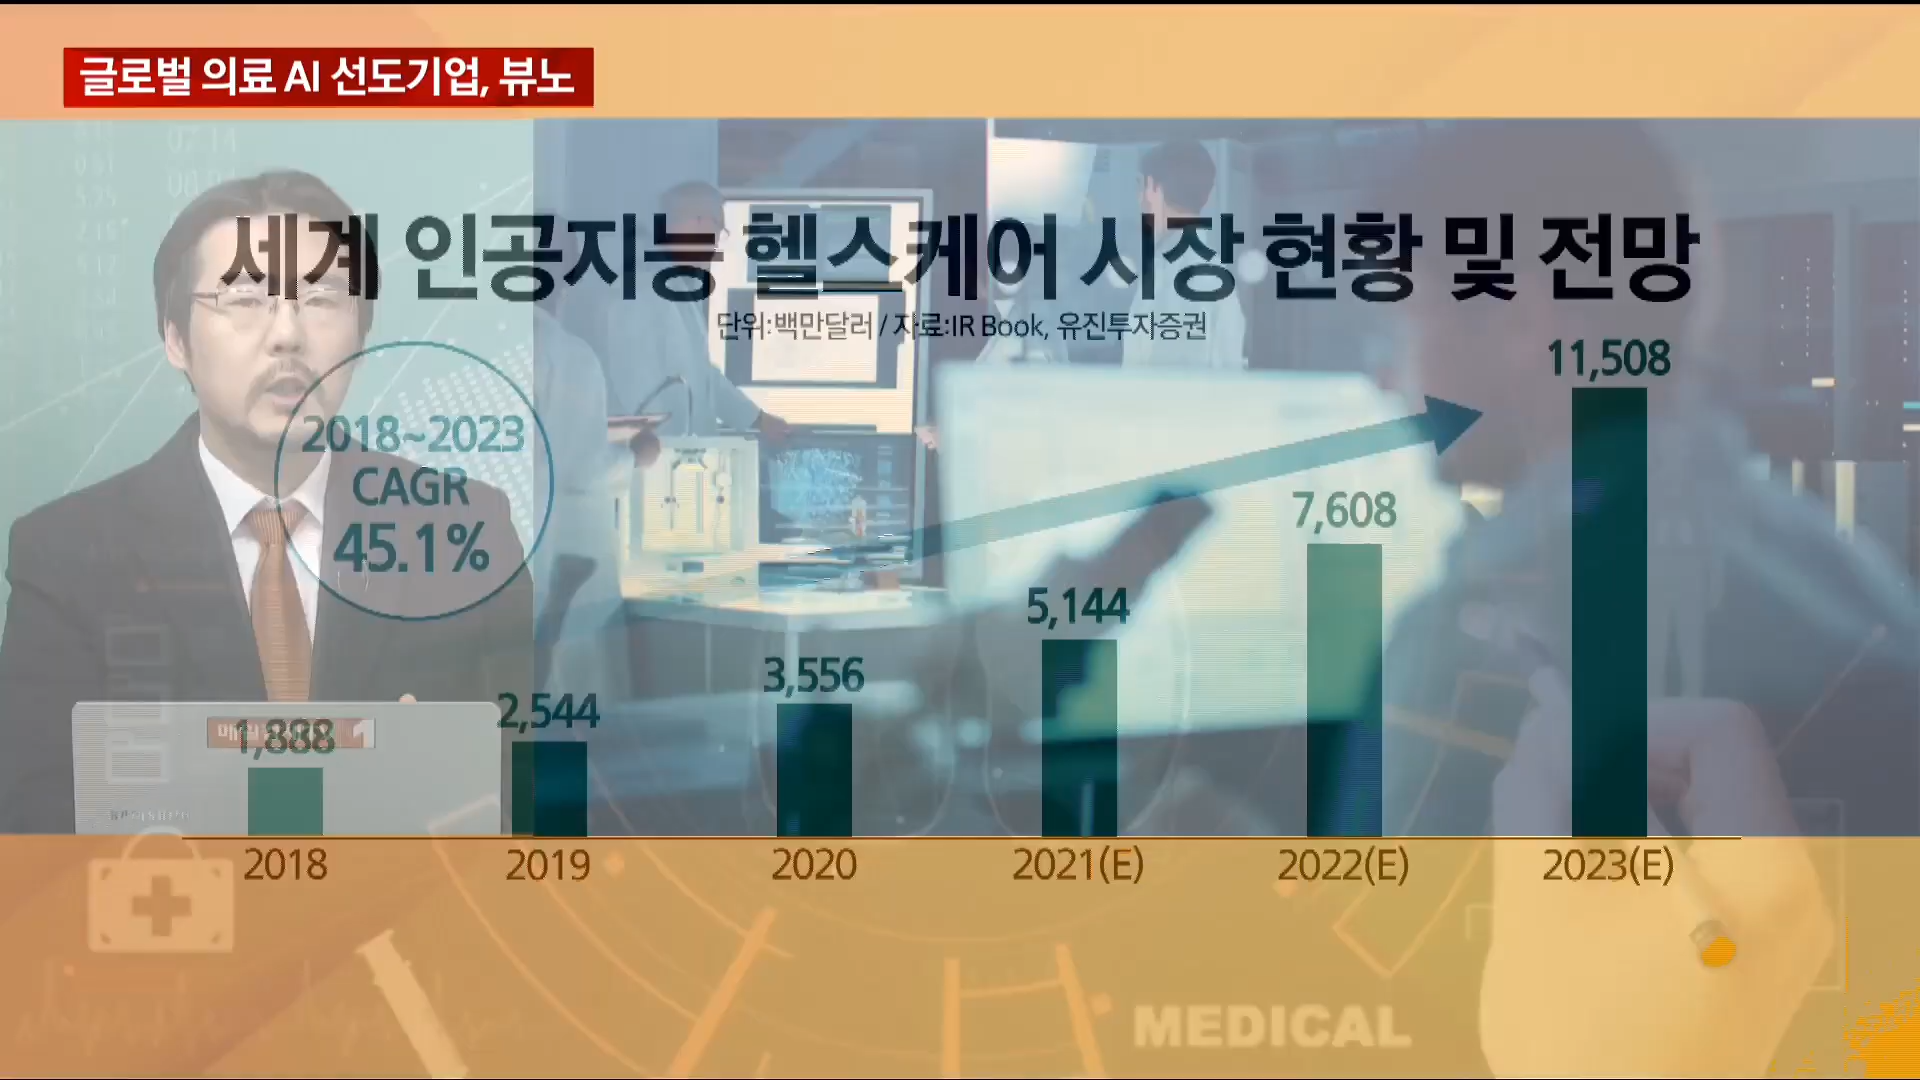 글로벌 의료 AI 선도기업, 뷰노
세계 인공지능 헬스케어 시장 현황 및 전망
단위:백만달러 / 자료:IR Book, 유진투자증권
2018~2023
CAGR
45.1%
1,888
2,544
3,556
5,144
7,608
11,508
2018
2019
2020
2021(E)
2022(E)
2023(E)
MEDICAL